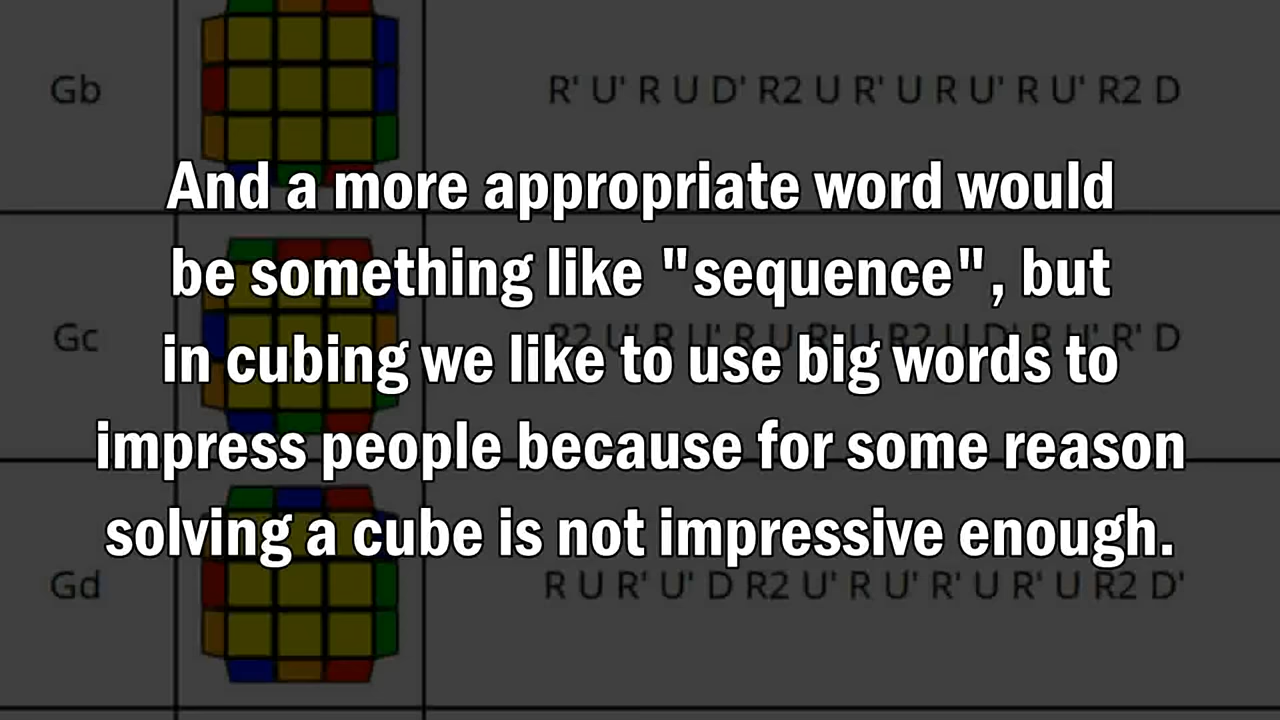 Gb
R' U' R U D' R2 U R' U R U' R U' R2 D
And a more appropriate word would
be something like "sequence", but
Gc
R2 U' R U' R U R' U R2 U D' R U' R' D
in cubing we like to use big words to
impress people because for some reason
solving a cube is not impressive enough.
Gd
R U R' U' D R2 U' R U' R' U R' U R2 D'